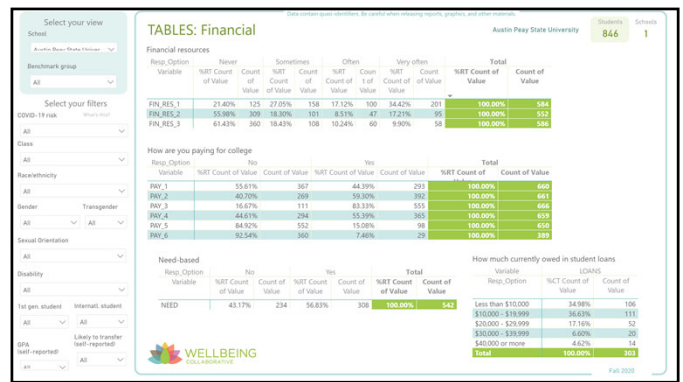 Data contain quasi-identifiers. Be careful when releasing reports, graphics, and other materials.
Select your view
School
Austin Peay State Univer
Benchmark group
All
Select your filters
COVID-19 risk What's this?
All
Class
All
Race/ethnicity
All
Gender Transgender
All All
Sexual Orientation
All
Disability
All
1st gen. student Internatl. student
All All
GPA (self-reported) Likely to transfer (self-reported)
All All
TABLES: Financial
Austin Peay State University
Students Schools
846 1
Financial resources
Resp_Option Never Sometimes Often Very often Total
Variable %RT Count of Value Count of Value %RT Count of Value Count of Value %RT Count of Value Coun t of Value %RT Count of Value Count of Value %RT Count of Value Count of Value
FIN_RES_1 21.40% 125 27.05% 158 17.12% 100 34.42% 201 100.00% 584
FIN_RES_2 55.98% 309 18.30% 101 8.51% 47 17.21% 95 100.00% 552
FIN_RES_3 61.43% 360 18.43% 108 10.24% 60 9.90% 58 100.00% 586
How are you paying for college
Resp_Option No Yes Total
Variable %RT Count of Value Count of Value %RT Count of Value Count of Value %RT Count of Count of Value
PAY_1 55.61% 367 44.39% 293 100.00% 660
PAY_2 40.70% 269 59.30% 392 100.00% 661
PAY_3 16.67% 111 83.33% 555 100.00% 666
PAY_4 44.61% 294 55.39% 365 100.00% 659
PAY_5 84.92% 552 15.08% 98 100.00% 650
PAY_6 92.54% 360 7.46% 29 100.00% 389
Need-based
Resp_Option No Yes Total
Variable %RT Count of Value Count of Value %RT Count of Value Count of Value %RT Count of Value Count of Value
NEED 43.17% 234 56.83% 308 100.00% 542
How much currently owed in student loans
Variable LOANS
Resp_Option %CT Count of Value Count of Value
Less than $10,000 34.98% 106
$10,000 - $19,999 36.63% 111
$20,000 - $29,999 17.16% 52
$30,000 - $39,999 6.60% 20
$40,000 or more 4.62% 14
Total 100.00% 303
WELLBEING
COLLABORATIVE
Fall 2020